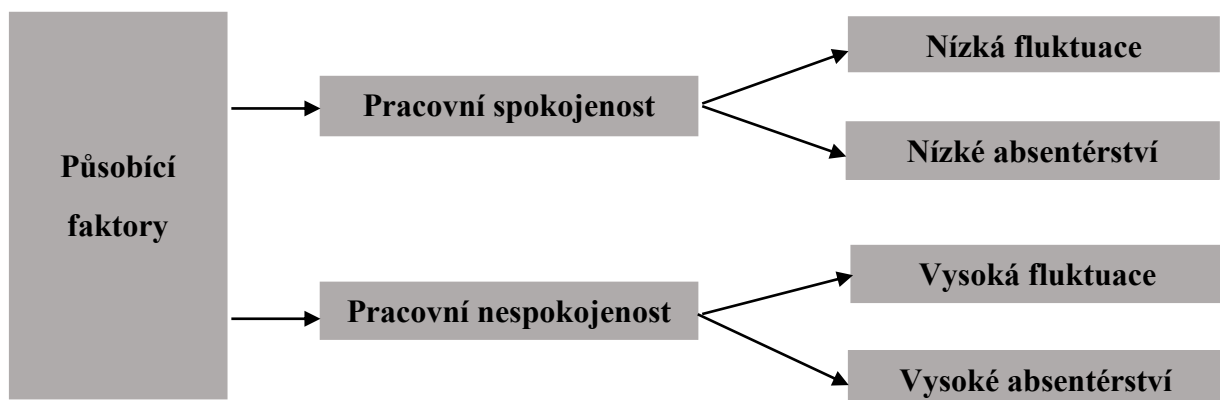 Působící
faktory
Pracovní spokojenost
Nízká fluktuace
Nízké absentérství
Pracovní nespokojenost
Vysoká fluktuace
Vysoké absentérství